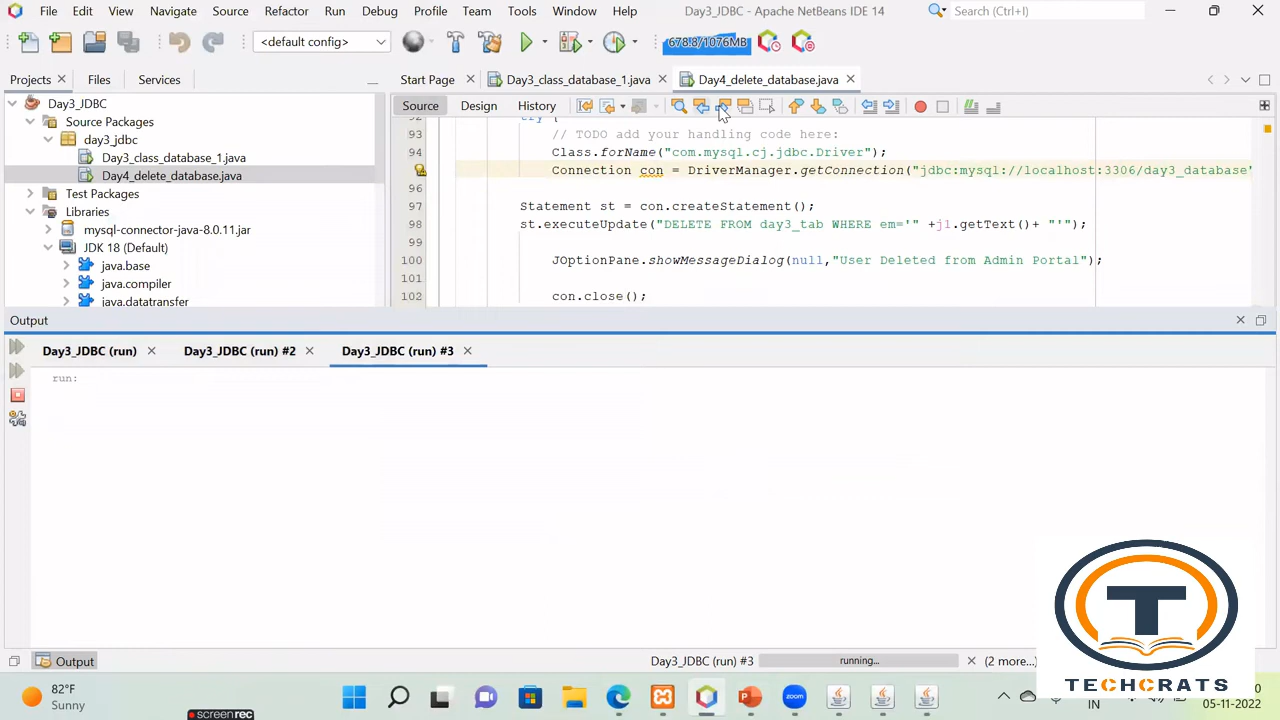 File Edit View Navigate Source Refactor Run Debug Profile Team Tools Window Help Day3_JDBC - Apache NetBeans IDE 14 Search (Ctrl+I)
<default config> 678.8/1076MB
Projects Files Services Start Page Day3_class_database_1.java Day4_delete_database.java
Source Design History
Day3_JDBC
Source Packages
day3_jdbc
Day3_class_database_1.java
Day4_delete_database.java
Test Packages
Libraries
mysql-connector-java-8.0.11.jar
JDK 18 (Default)
java.base
java.compiler
java.datatransfer
92 try {
93 // TODO add your handling code here:
94 Class.forName("com.mysql.cj.jdbc.Driver");
Connection con = DriverManager.getConnection("jdbc:mysql://localhost:3306/day3_database"
96
97 Statement st = con.createStatement();
98 st.executeUpdate("DELETE FROM day3_tab WHERE em='" +j1.getText()+ "'");
99
100 JOptionPane.showMessageDialog(null,"User Deleted from Admin Portal");
101
102 con.close();
Output
Day3_JDBC (run) Day3_JDBC (run) #2 Day3_JDBC (run) #3
run:
Output Day3_JDBC (run) #3 running... (2 more...
T
TECHCRATS
82°F
Sunny
zoom
IN
05-11-2022
screenrec